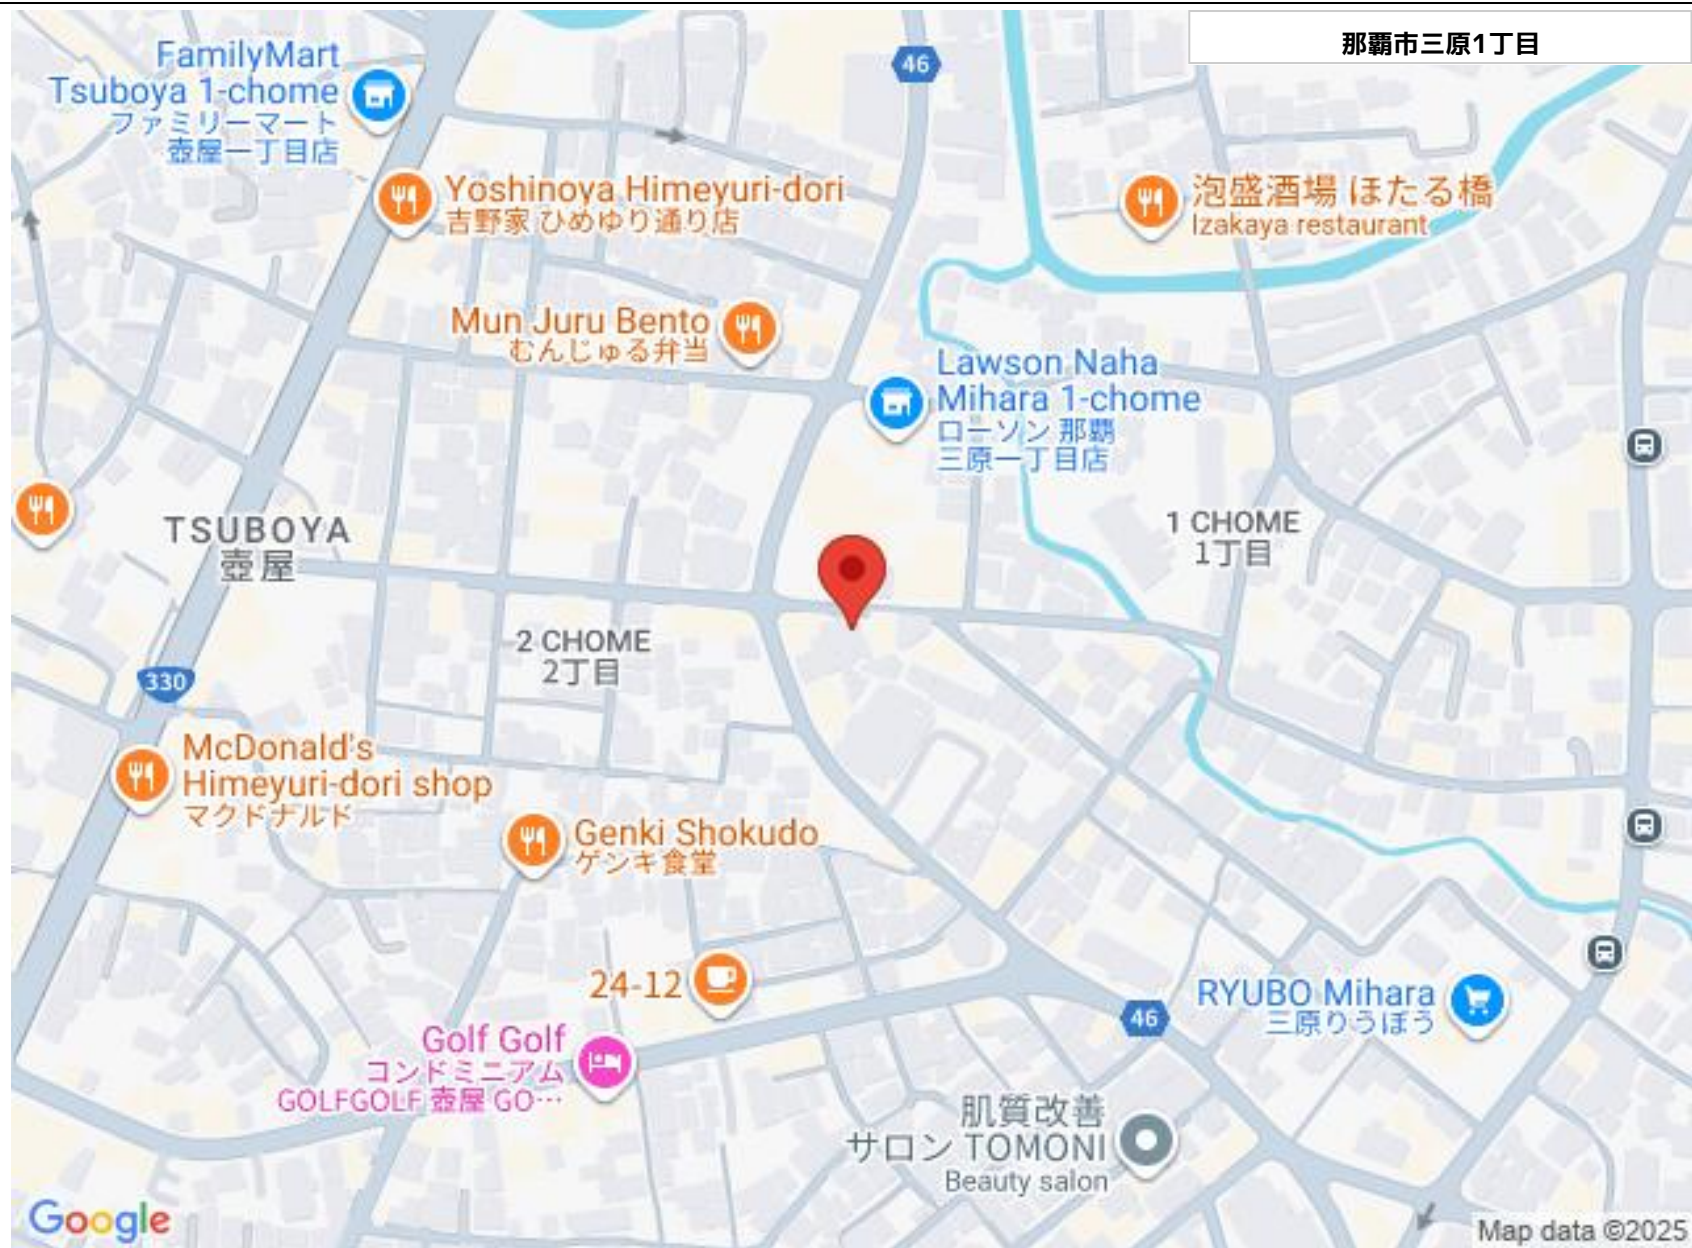 那覇市三原1丁目
FamilyMart
Tsuboya 1-chome
ファミリーマート
壺屋一丁目店
46
Yoshinoya Himeyuri-dori
吉野家 ひめゆり通り店
泡盛酒場 ほたる橋
Izakaya restaurant
Mun Juru Bento
むんじゅる弁当
Lawson Naha
Mihara 1-chome
ローソン 那覇
三原一丁目店
TSUBOYA
壺屋
1 CHOME
1丁目
2 CHOME
2丁目
330
McDonald's
Himeyuri-dori shop
マクドナルド
Genki Shokudo
ゲンキ食堂
24-12
RYUBO Mihara
三原りうぼう
46
Golf Golf
コンドミニアム
GOLFGOLF 壺屋 GO…
肌質改善
サロン TOMONI
Beauty salon
Google
Map data ©2025